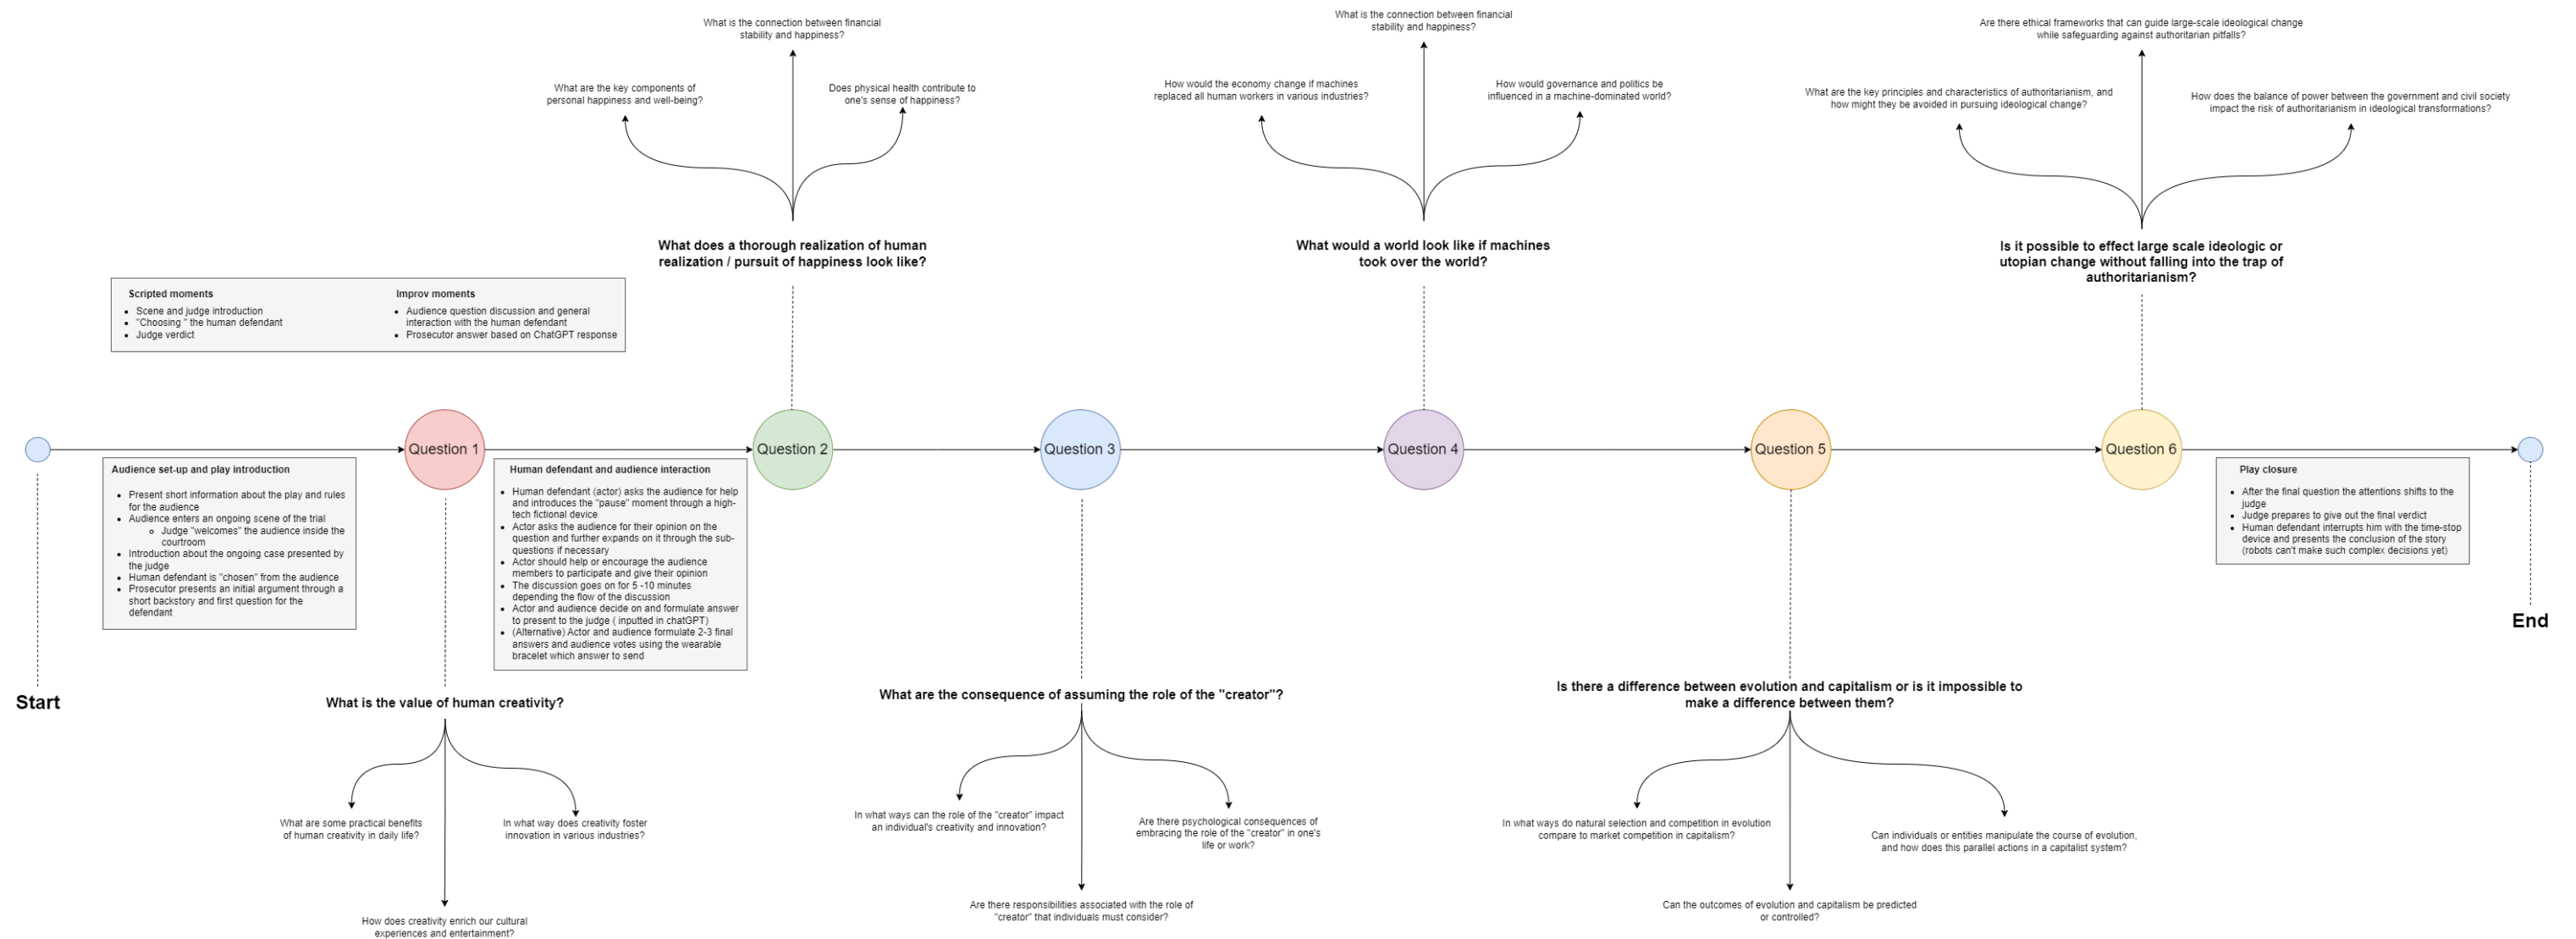 What is the connection between financial
stability and happiness?
What are the key components of
personal happiness and well-being?
Does physical health contribute to
one's sense of happiness?
What does a thorough realization of human
realization / pursuit of happiness look like?
What is the connection between financial
stability and happiness?
How would the economy change if machines
replaced all human workers in various industries?
How would governance and politics be
influenced in a machine-dominated world?
What would a world look like if machines
took over the world?
Are there ethical frameworks that can guide large-scale ideological change
while safeguarding against authoritarian pitfalls?
What are the key principles and characteristics of authoritarianism, and
how might they be avoided in pursuing ideological change?
How does the balance of power between the government and civil society
impact the risk of authoritarianism in ideological transformations?
Is it possible to effect large scale ideologic or
utopian change without falling into the trap of
authoritarianism?
Scripted moments
• Scene and judge introduction
• "Choosing " the human defendant
• Judge verdict
Improv moments
• Audience question discussion and general
interaction with the human defendant
• Prosecutor answer based on ChatGPT response
Question 1
Question 2
Question 3
Question 4
Question 5
Question 6
Audience set-up and play introduction
• Present short information about the play and rules
for the audience
• Audience enters an ongoing scene of the trial
◦ Judge "welcomes" the audience inside the
courtroom
• Introduction about the ongoing case presented by
the judge
• Human defendant is "chosen" from the audience
• Prosecutor presents an initial argument through a
short backstory and first question for the
defendant
Human defendant and audience interaction
• Human defendant (actor) asks the audience for help
and introduces the "pause" moment through a high-
tech fictional device
• Actor asks the audience for their opinion on the
question and further expands on it through the sub-
questions if necessary
• Actor should help or encourage the audience
members to participate and give their opinion
• The discussion goes on for 5 -10 minutes
depending the flow of the discussion
• Actor and audience decide on and formulate answer
to present to the judge ( inputted in chatGPT)
• (Alternative) Actor and audience formulate 2-3 final
answers and audience votes using the wearable
bracelet which answer to send
Play closure
• After the final question the attentions shifts to the
judge
• Judge prepares to give out the final verdict
• Human defendant interrupts him with the time-stop
device and presents the conclusion of the story
(robots can't make such complex decisions yet)
Start
End
What is the value of human creativity?
What are some practical benefits
of human creativity in daily life?
In what way does creativity foster
innovation in various industries?
How does creativity enrich our cultural
experiences and entertainment?
What are the consequence of assuming the role of the "creator"?
In what ways can the role of the "creator" impact
an individual's creativity and innovation?
Are there psychological consequences of
embracing the role of the "creator" in one's
life or work?
Are there responsibilities associated with the role of
"creator" that individuals must consider?
Is there a difference between evolution and capitalism or is it impossible to
make a difference between them?
In what ways do natural selection and competition in evolution
compare to market competition in capitalism?
Can individuals or entities manipulate the course of evolution,
and how does this parallel actions in a capitalist system?
Can the outcomes of evolution and capitalism be predicted
or controlled?